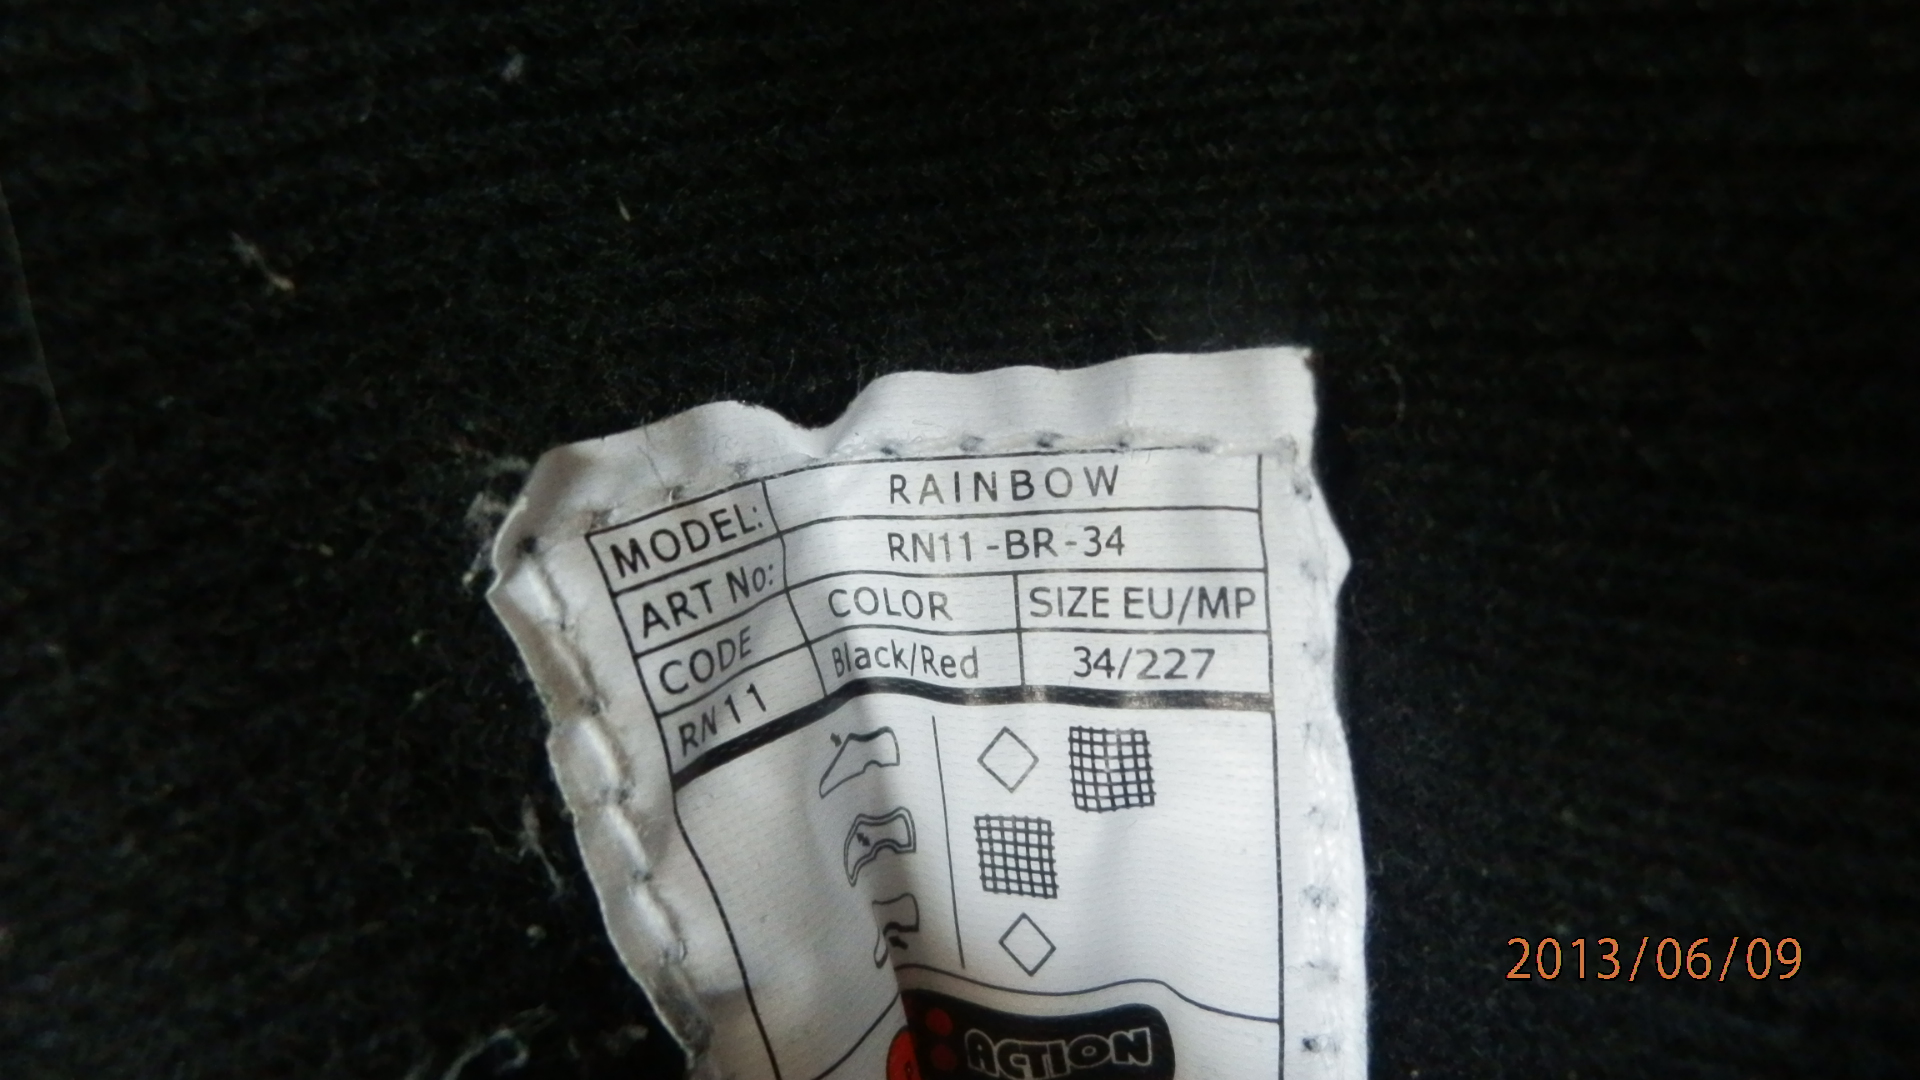 MODEL: RAINBOW
ART No: RN11-BR-34
CODE COLOR SIZE EU/MP
RN11 Black/Red 34/227
ACTION
2013/06/09